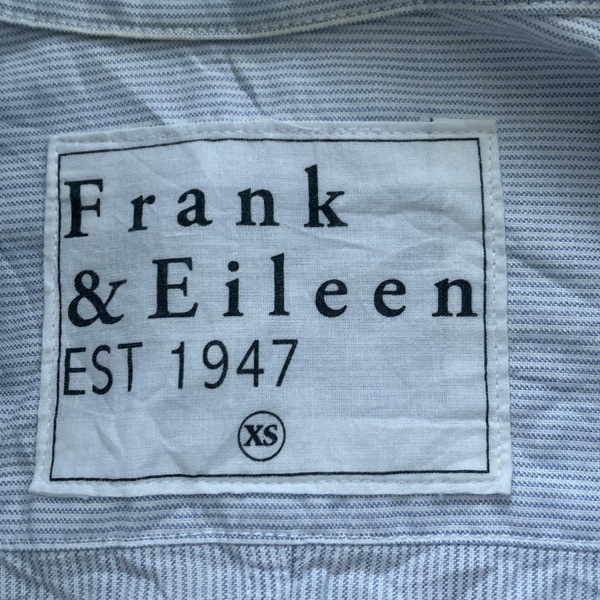 Frank
& Eileen
EST 1947
XS